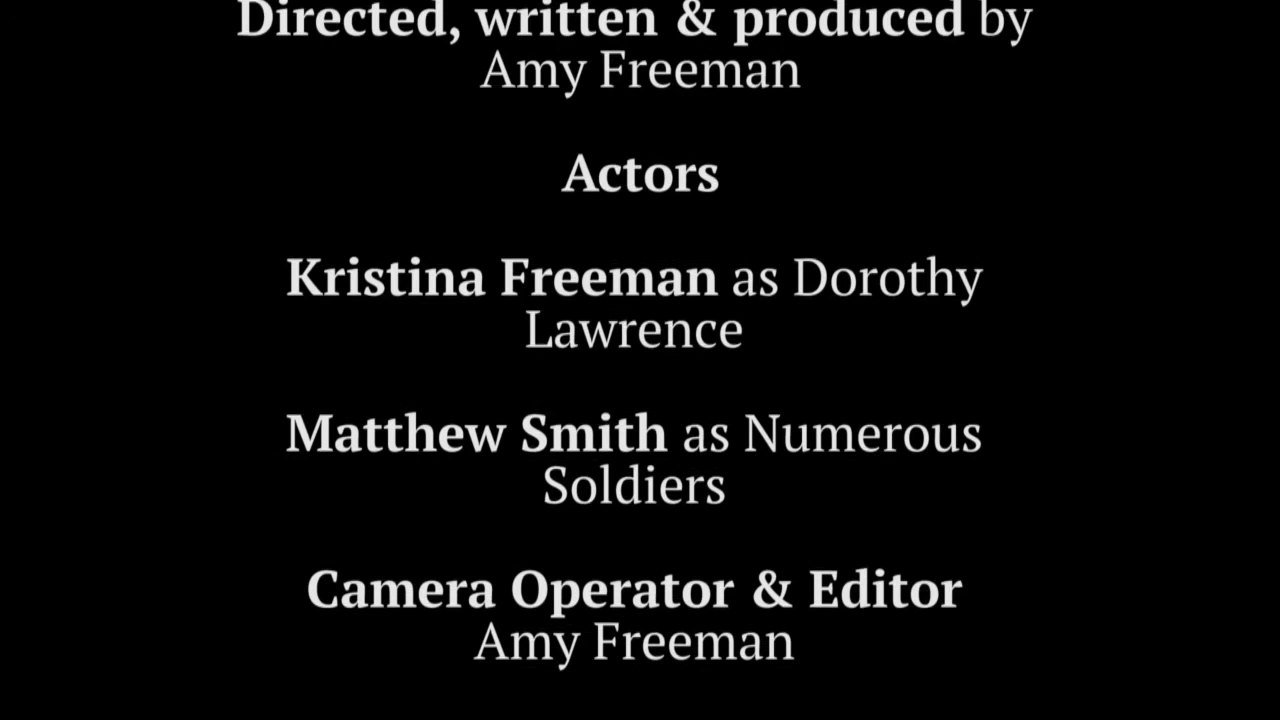 Directed, written & produced by
Amy Freeman
Actors
Kristina Freeman as Dorothy
Lawrence
Matthew Smith as Numerous
Soldiers
Camera Operator & Editor
Amy Freeman